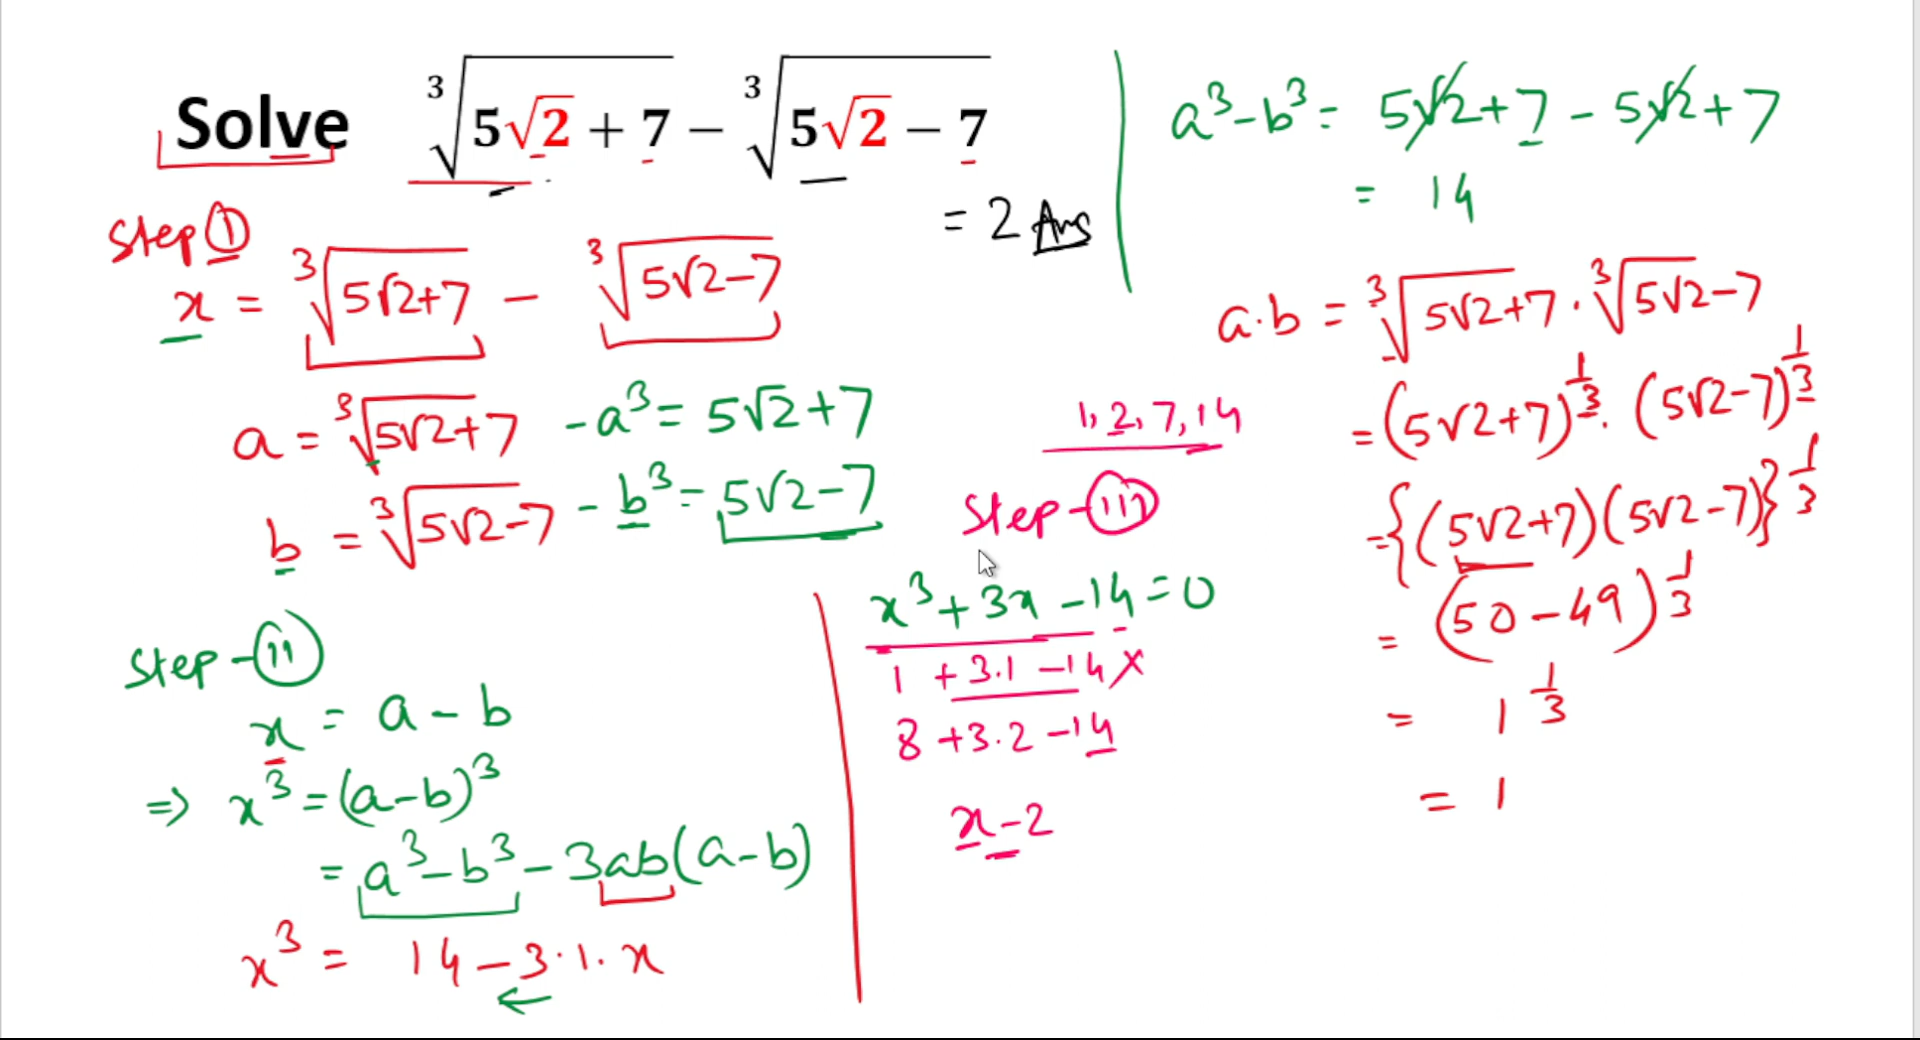 Solve ∛(5√2 + 7) − ∛(5√2 − 7)
= 2 Ans
Step ①
x = ∛(5√2+7) − ∛(5√2−7)
a = ∛(5√2+7) - a³ = 5√2+7
b = ∛(5√2-7) - b³ = 5√2-7
Step - (ii)
x = a - b
⇒ x³ = (a-b)³
= a³-b³ - 3ab(a-b)
x³ = 14 - 3·1·x
←
a³-b³ = 5√2+7 - 5√2+7
= 14
a·b = ∛(5√2+7) · ∛(5√2-7)
= (5√2+7)^(1/3) · (5√2-7)^(1/3)
= {(5√2+7)(5√2-7)}^(1/3)
= (50-49)^(1/3)
= 1^(1/3)
= 1
1, 2, 7, 14
Step - (iii)
x³+3x-14=0
1 +3.1 -14 ×
8 +3.2 -14
x-2